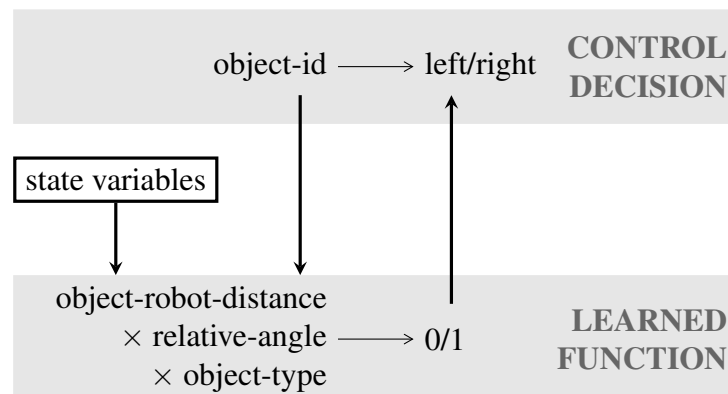 object-id
left/right
CONTROL
DECISION
state variables
object-robot-distance
× relative-angle
× object-type
0/1
LEARNED
FUNCTION